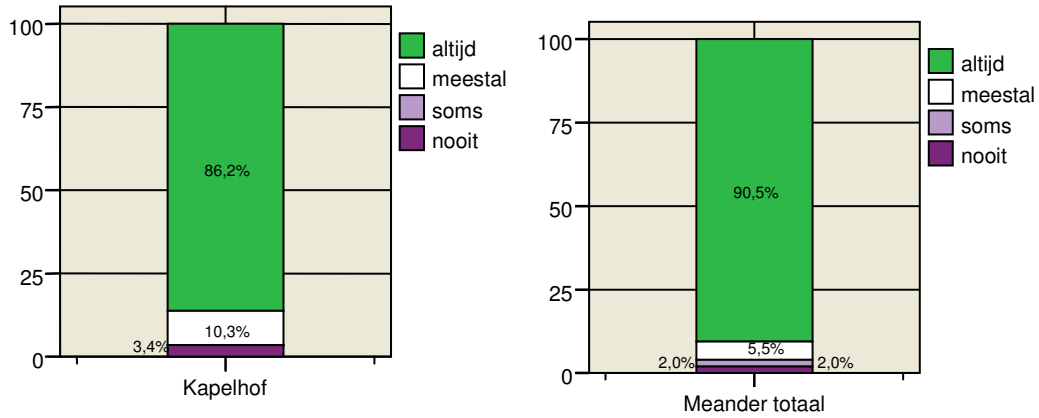 100
75
50
25
0
86,2%
10,3%
3,4%
Kapelhof
altijd
meestal
soms
nooit
100
75
50
25
0
90,5%
5,5%
2,0%
2,0%
Meander totaal
altijd
meestal
soms
nooit